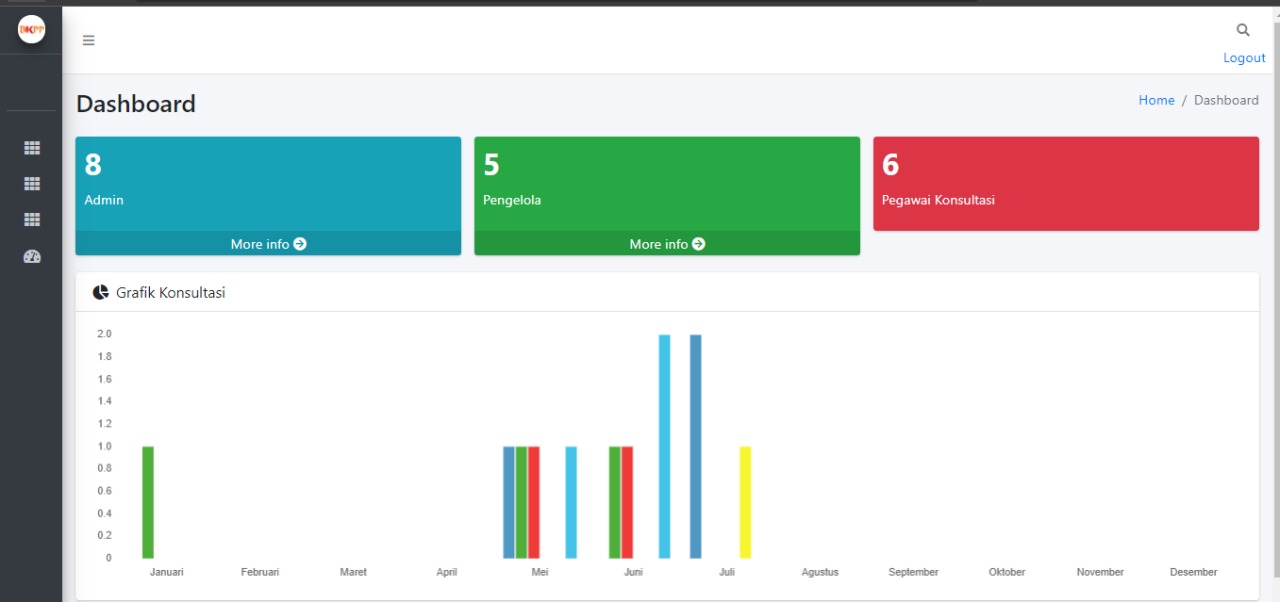 BKPP
Logout
Dashboard
Home / Dashboard
8
Admin
More info
5
Pengelola
More info
6
Pegawai Konsultasi
Grafik Konsultasi
2.0
1.8
1.6
1.4
1.2
1.0
0.8
0.6
0.4
0.2
0
Januari Februari Maret April Mei Juni Juli Agustus September Oktober November Desember